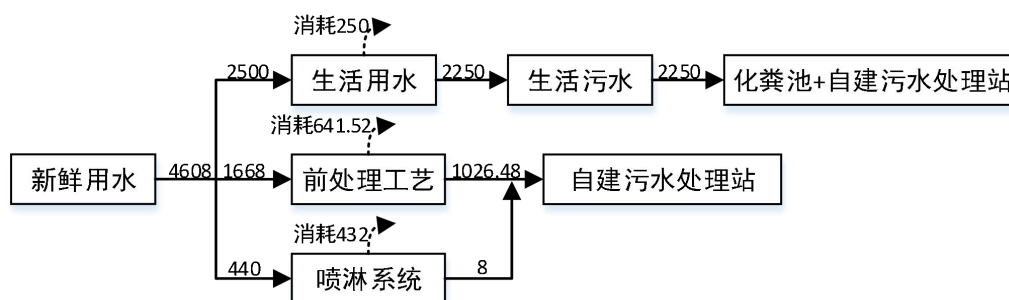 消耗250
2500
生活用水
2250
生活污水
2250
化粪池+自建污水处理站
消耗641.52
新鲜用水
4608
1668
前处理工艺
1026.48
自建污水处理站
消耗432
440
喷淋系统
8